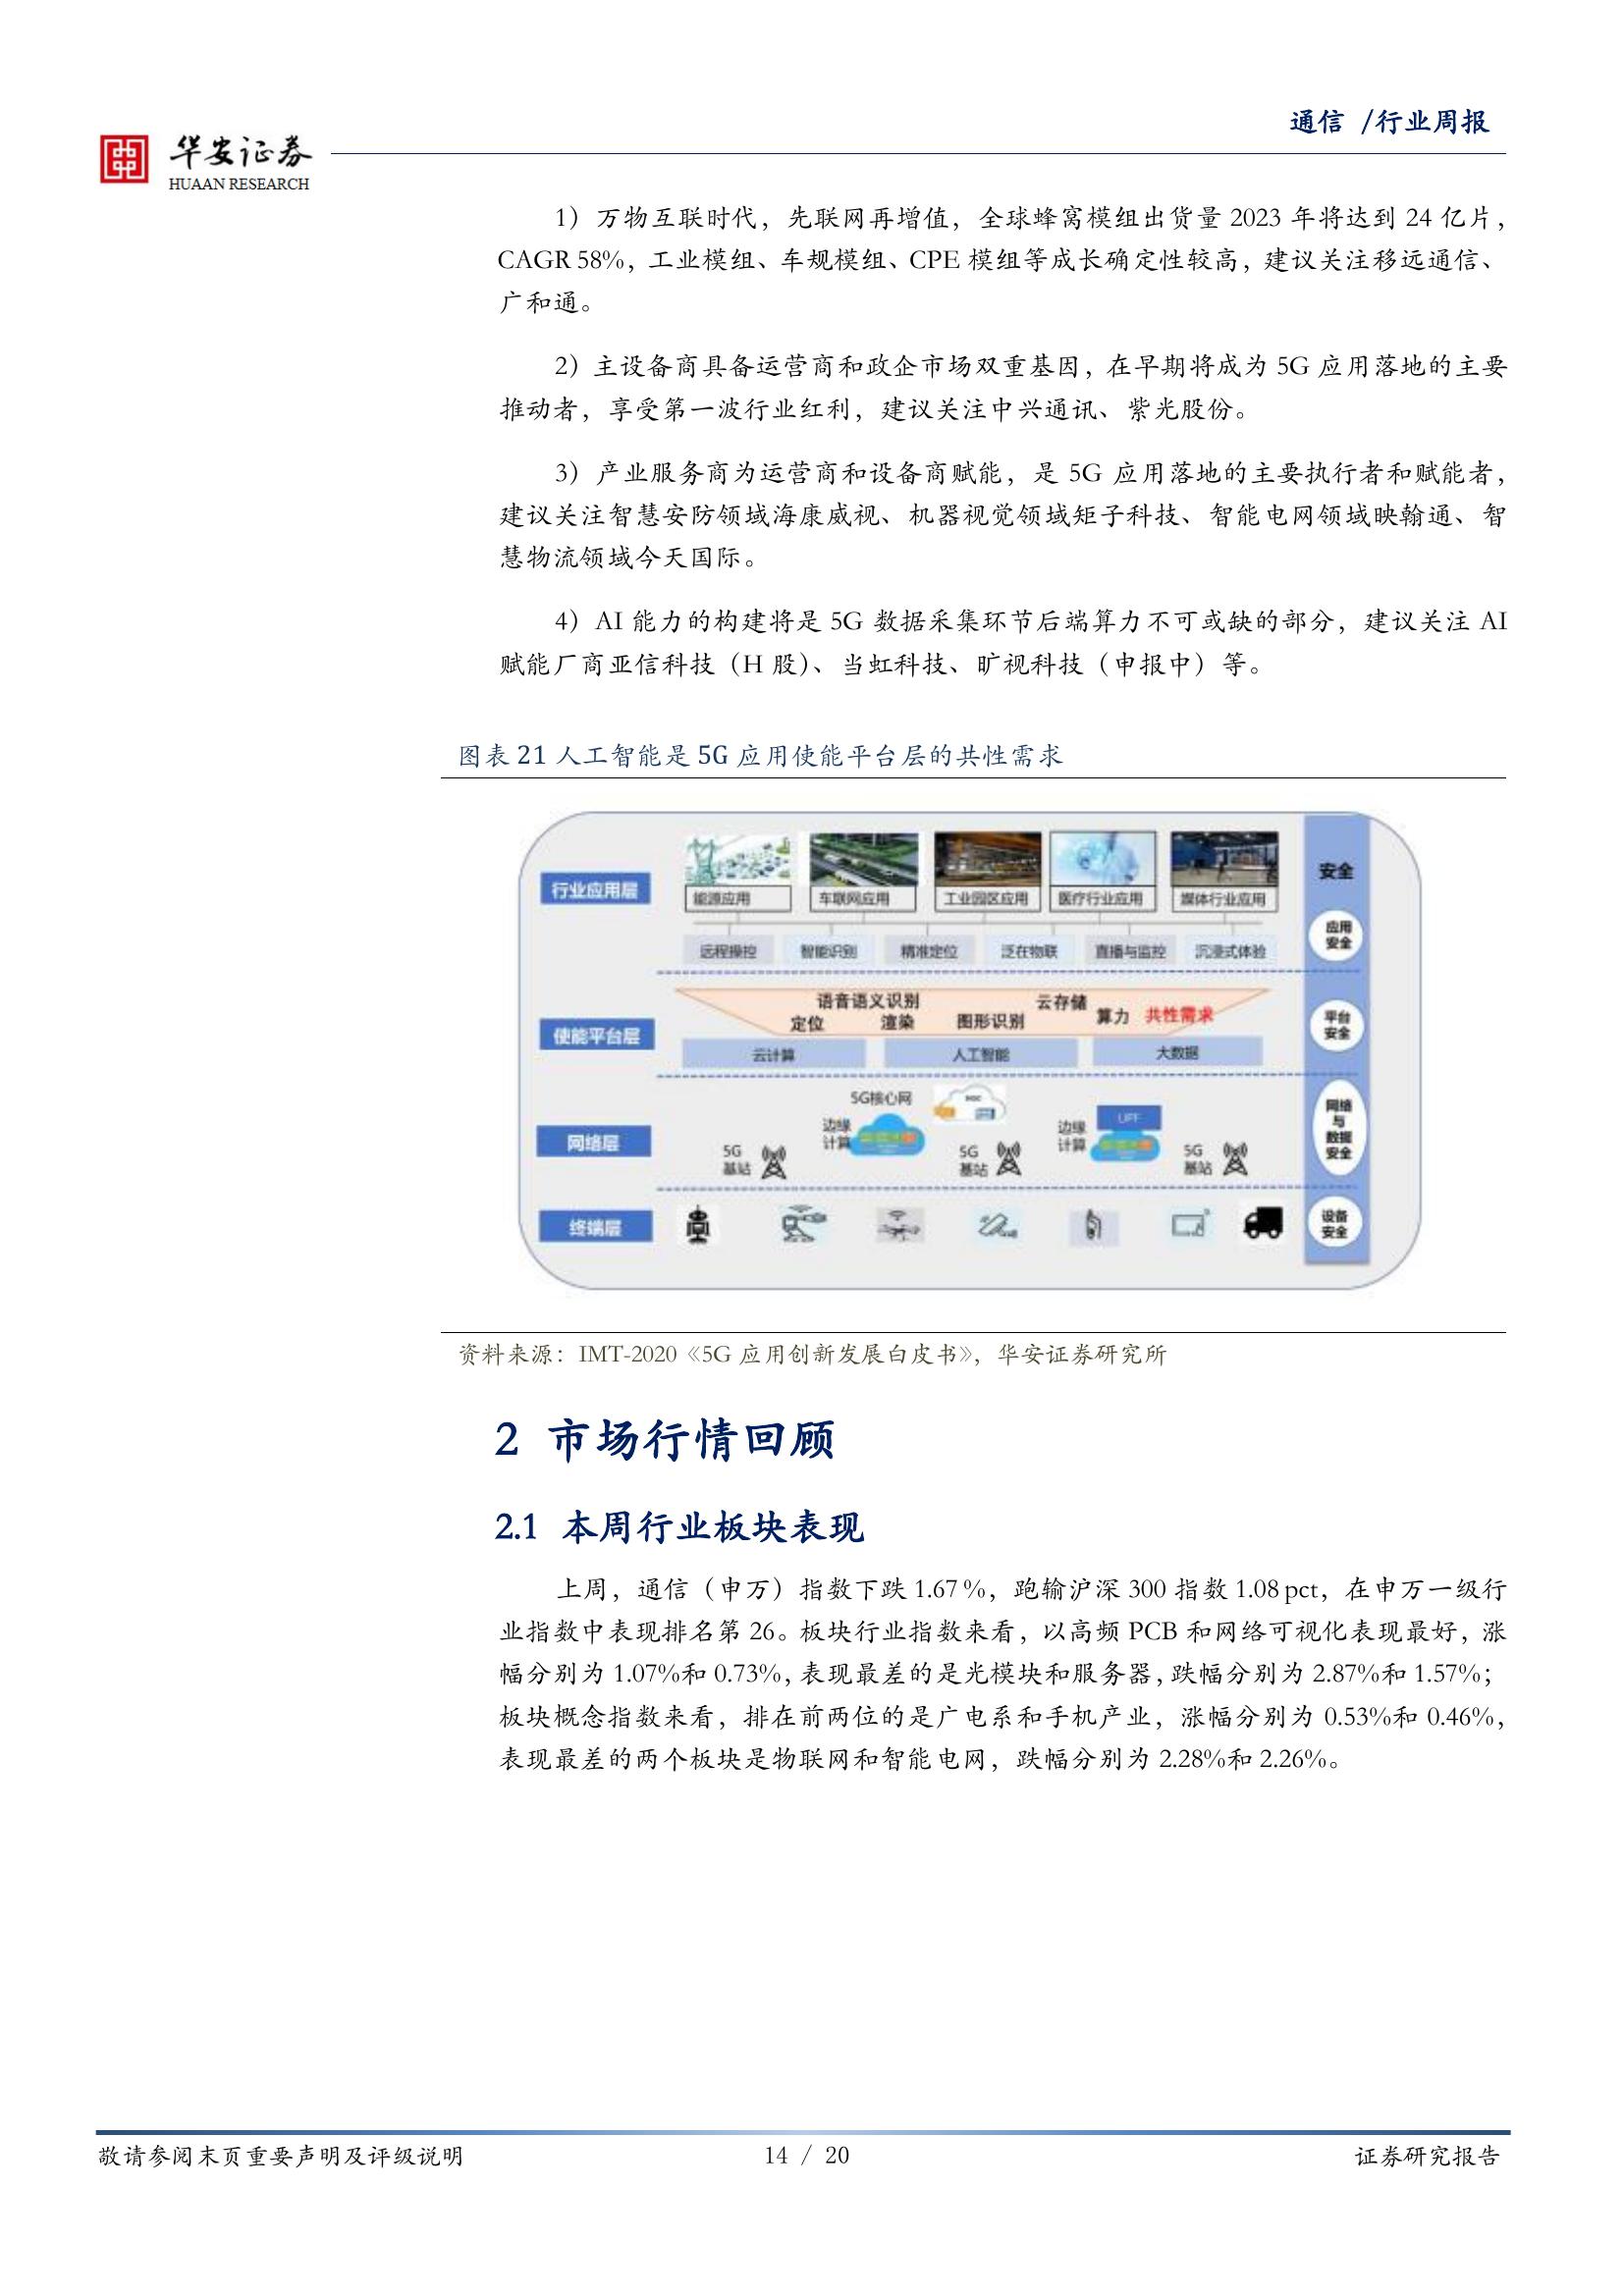 通信 /行业周报
华安证券
HUAAN RESEARCH
1）万物互联时代，先联网再增值，全球蜂窝模组出货量 2023 年将达到 24 亿片，
CAGR 58%，工业模组、车规模组、CPE 模组等成长确定性较高，建议关注移远通信、
广和通。
2）主设备商具备运营商和政企市场双重基因，在早期将成为 5G 应用落地的主要
推动者，享受第一波行业红利，建议关注中兴通讯、紫光股份。
3）产业服务商为运营商和设备商赋能，是 5G 应用落地的主要执行者和赋能者，
建议关注智慧安防领域海康威视、机器视觉领域矩子科技、智能电网领域映翰通、智
慧物流领域今天国际。
4）AI 能力的构建将是 5G 数据采集环节后端算力不可或缺的部分，建议关注 AI
赋能厂商亚信科技（H 股）、当虹科技、旷视科技（申报中）等。
图表 21 人工智能是 5G 应用使能平台层的共性需求
行业应用层
能源应用 车联网应用 工业园区应用 医疗行业应用 媒体行业应用
远程操控 智能识别 精准定位 泛在物联 直播与监控 沉浸式体验
安全
应用
安全
使能平台层
语音语义识别 云存储
定位 渲染 图形识别 算力 共性需求
云计算 人工智能 大数据
平台
安全
网络层
5G核心网
边缘
计算
边缘
计算
UPF
5G
基站
5G
基站
5G
基站
网络
与
数据
安全
终端层
设备
安全
资料来源：IMT-2020《5G 应用创新发展白皮书》，华安证券研究所
2 市场行情回顾
2.1 本周行业板块表现
上周，通信（申万）指数下跌 1.67%，跑输沪深 300 指数 1.08 pct，在申万一级行
业指数中表现排名第 26。板块行业指数来看，以高频 PCB 和网络可视化表现最好，涨
幅分别为 1.07%和 0.73%，表现最差的是光模块和服务器，跌幅分别为 2.87%和 1.57%；
板块概念指数来看，排在前两位的是广电系和手机产业，涨幅分别为 0.53%和 0.46%，
表现最差的两个板块是物联网和智能电网，跌幅分别为 2.28%和 2.26%。
敬请参阅末页重要声明及评级说明
14 / 20
证券研究报告